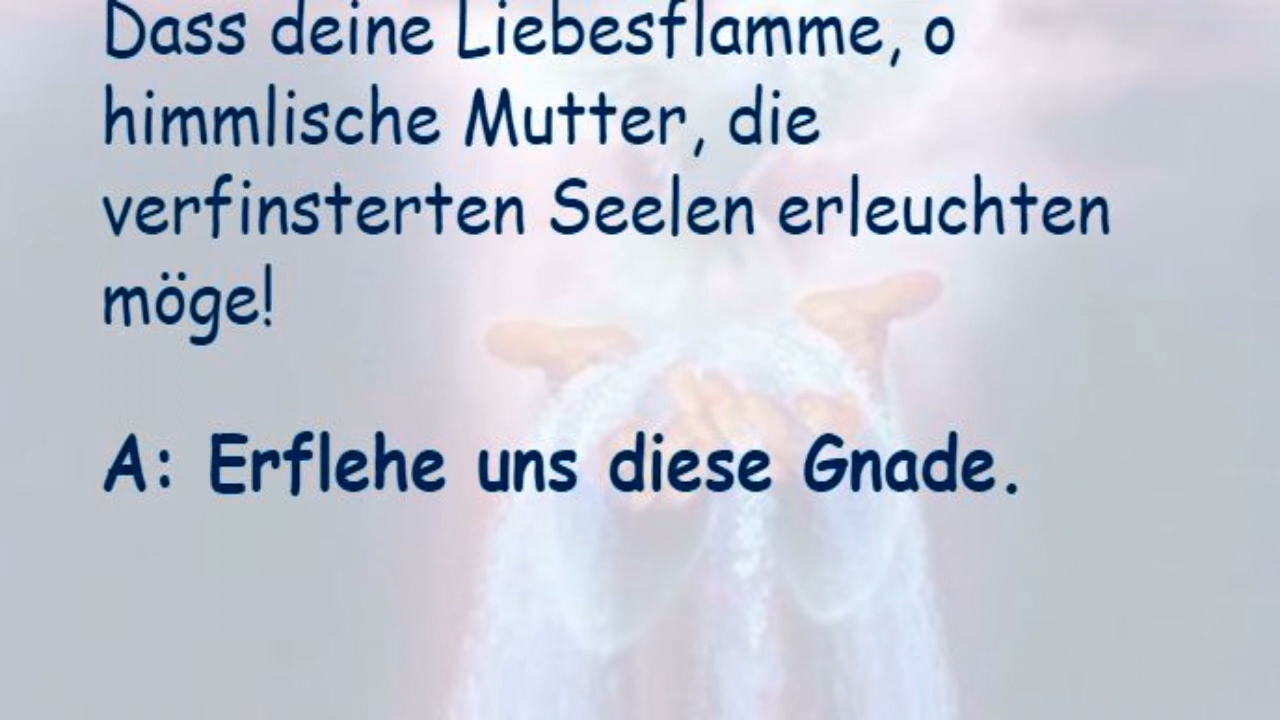 Dass deine Liebesflamme, o
himmlische Mutter, die
verfinsterten Seelen erleuchten
möge!
A: Erflehe uns diese Gnade.